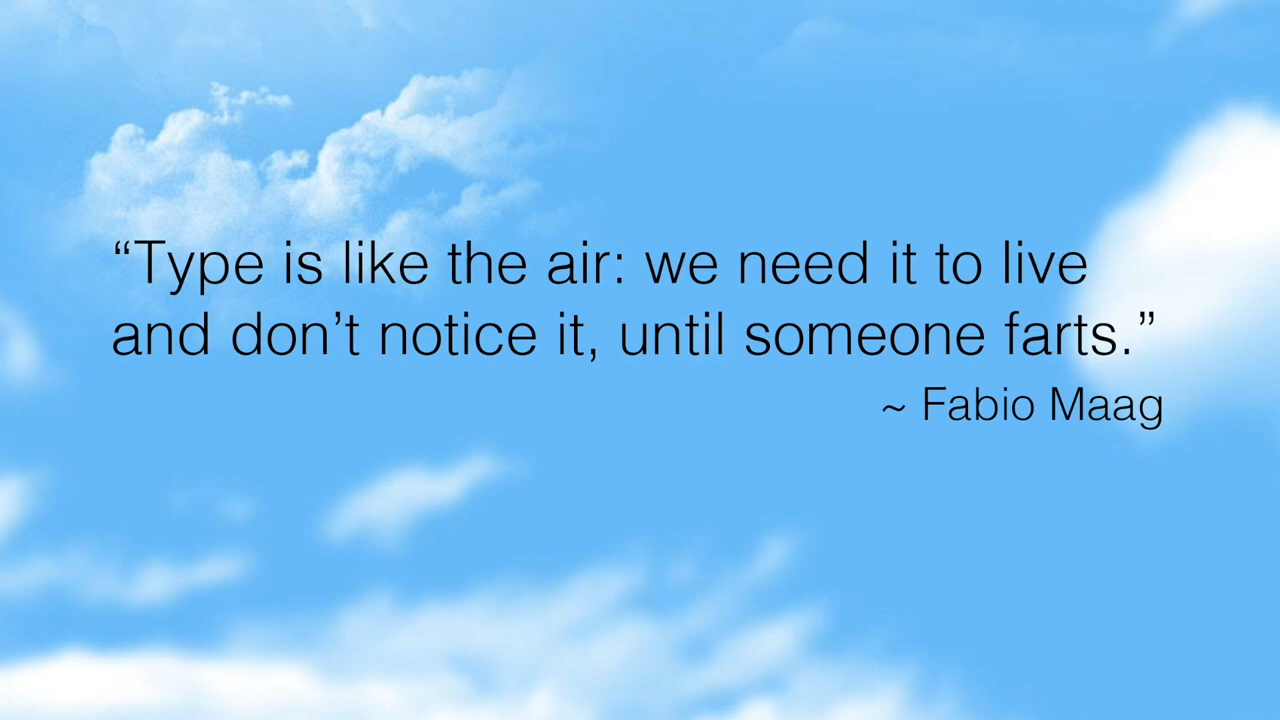 “Type is like the air: we need it to live
and don’t notice it, until someone farts.”
~ Fabio Maag